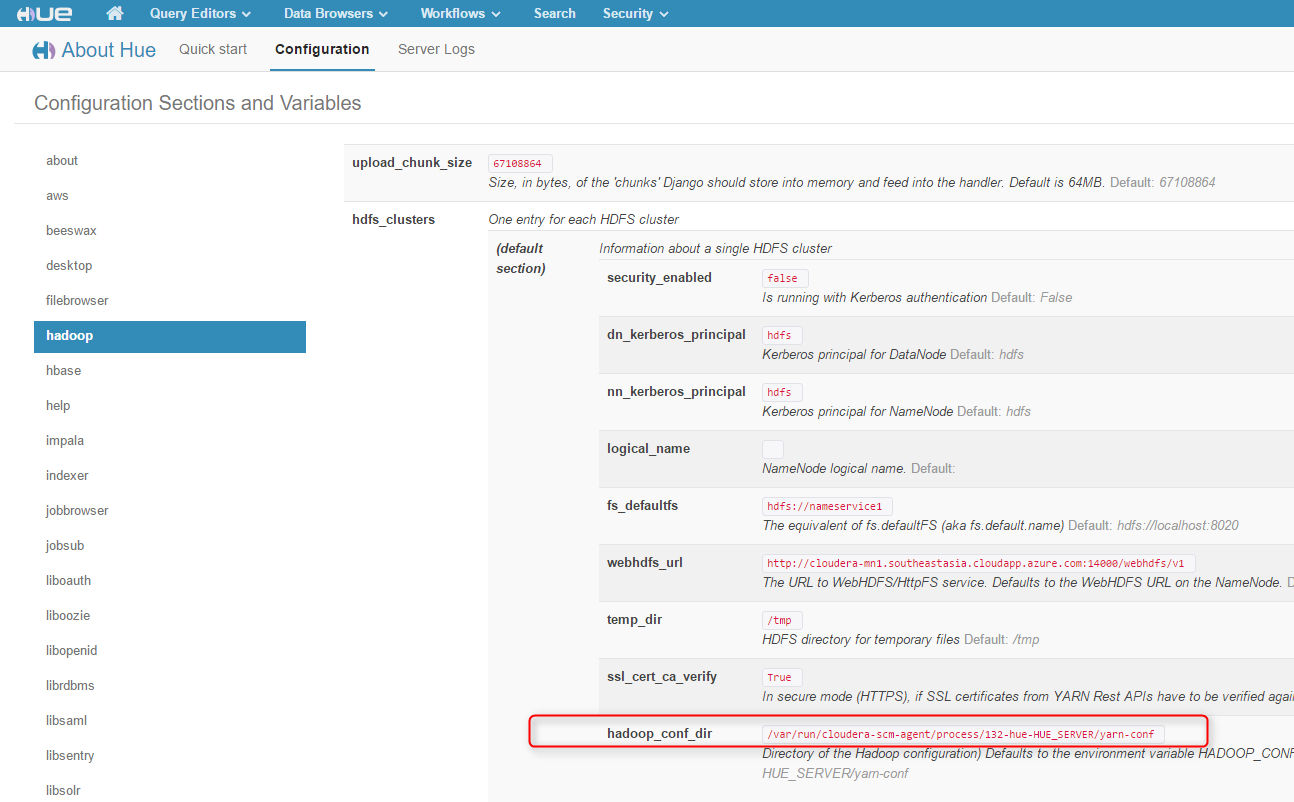 HUE Query Editors Data Browsers Workflows Search Security
About Hue Quick start Configuration Server Logs
Configuration Sections and Variables
about
aws
beeswax
desktop
filebrowser
hadoop
hbase
help
impala
indexer
jobbrowser
jobsub
liboauth
liboozie
libopenid
librdbms
libsaml
libsentry
libsolr
upload_chunk_size 67108864
Size, in bytes, of the 'chunks' Django should store into memory and feed into the handler. Default is 64MB. Default: 67108864
hdfs_clusters One entry for each HDFS cluster
(default section) Information about a single HDFS cluster
security_enabled false
Is running with Kerberos authentication Default: False
dn_kerberos_principal hdfs
Kerberos principal for DataNode Default: hdfs
nn_kerberos_principal hdfs
Kerberos principal for NameNode Default: hdfs
logical_name
NameNode logical name. Default:
fs_defaultfs hdfs://nameservice1
The equivalent of fs.defaultFS (aka fs.default.name) Default: hdfs://localhost:8020
webhdfs_url http://cloudera-mn1.southeastasia.cloudapp.azure.com:14000/webhdfs/v1
The URL to WebHDFS/HttpFS service. Defaults to the WebHDFS URL on the NameNode. D
temp_dir /tmp
HDFS directory for temporary files Default: /tmp
ssl_cert_ca_verify True
In secure mode (HTTPS), if SSL certificates from YARN Rest APIs have to be verified agai
hadoop_conf_dir /var/run/cloudera-scm-agent/process/132-hue-HUE_SERVER/yarn-conf
Directory of the Hadoop configuration) Defaults to the environment variable HADOOP_CONF
HUE_SERVER/yarn-conf